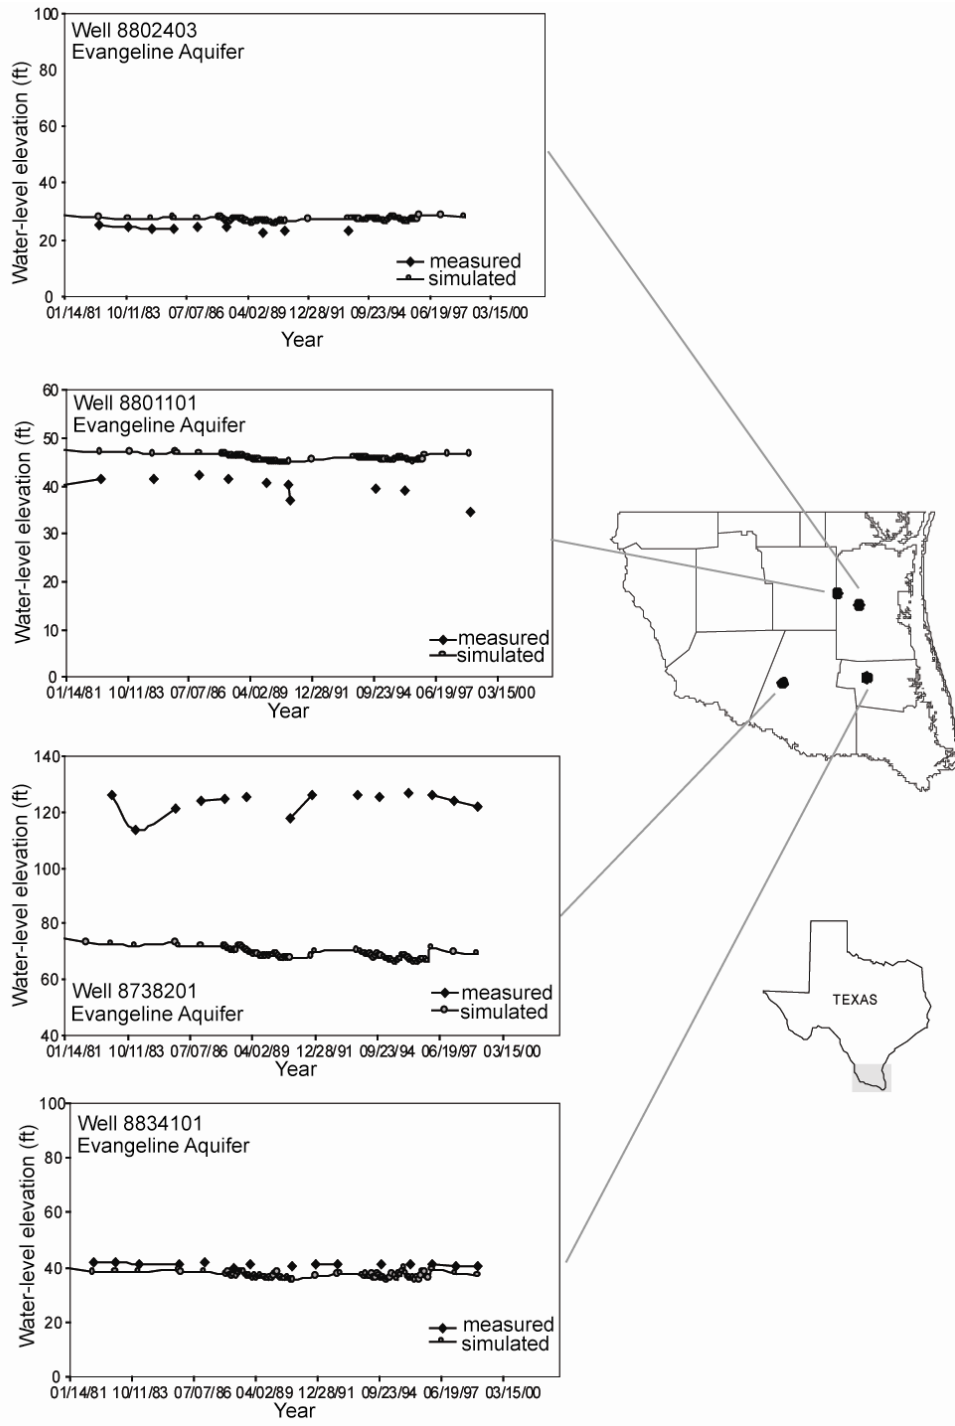 100
Well 8802403
Evangeline Aquifer
80
60
40
20
0
Water-level elevation (ft)
measured
simulated
01/14/81 10/11/83 07/07/86 04/02/89 12/28/91 09/23/94 06/19/97 03/15/00
Year
60
Well 8801101
Evangeline Aquifer
50
40
30
20
10
0
Water-level elevation (ft)
measured
simulated
01/14/81 10/11/83 07/07/86 04/02/89 12/28/91 09/23/94 06/19/97 03/15/00
Year
140
120
100
80
60
40
Water-level elevation (ft)
Well 8738201
Evangeline Aquifer
measured
simulated
01/14/81 10/11/83 07/07/86 04/02/89 12/28/91 09/23/94 06/19/97 03/15/00
Year
TEXAS
100
Well 8834101
Evangeline Aquifer
80
60
40
20
0
Water-level elevation (ft)
measured
simulated
01/14/81 10/11/83 07/07/86 04/02/89 12/28/91 09/23/94 06/19/97 03/15/00
Year